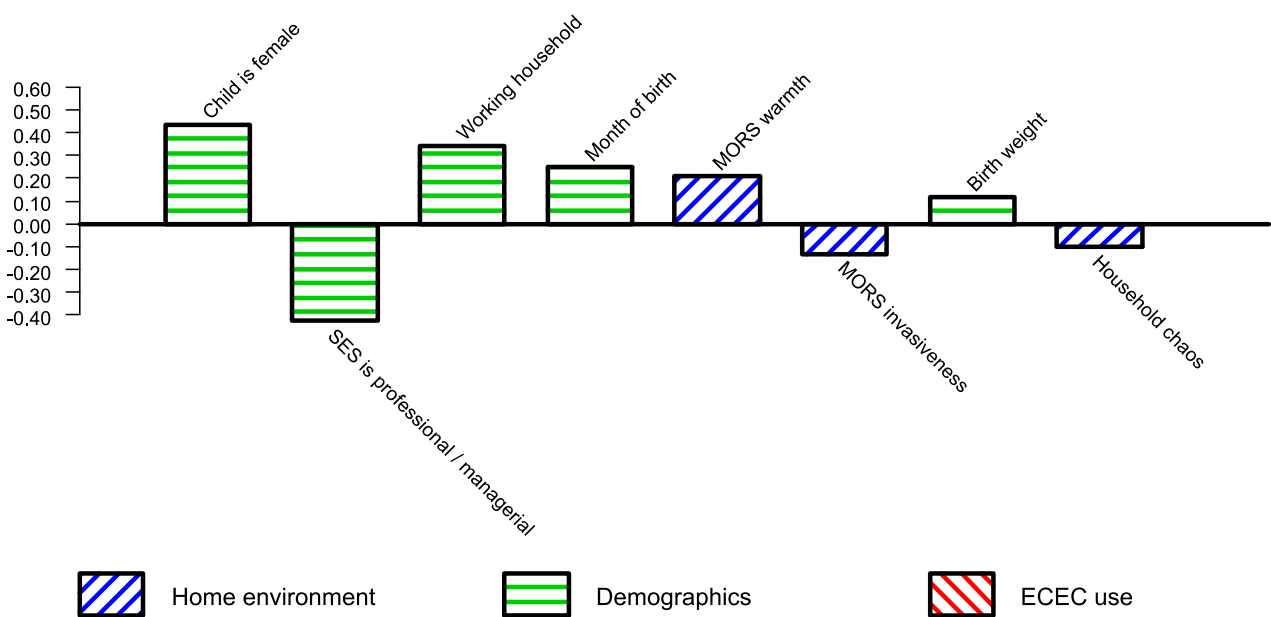 Child is female
Working household
Month of birth
MORS warmth
Birth weight
0.60
0.50
0.40
0.30
0.20
0.10
0.00
-0.10
-0.20
-0.30
-0.40
SES is professional / managerial
MORS invasiveness
Household chaos
Home environment
Demographics
ECEC use